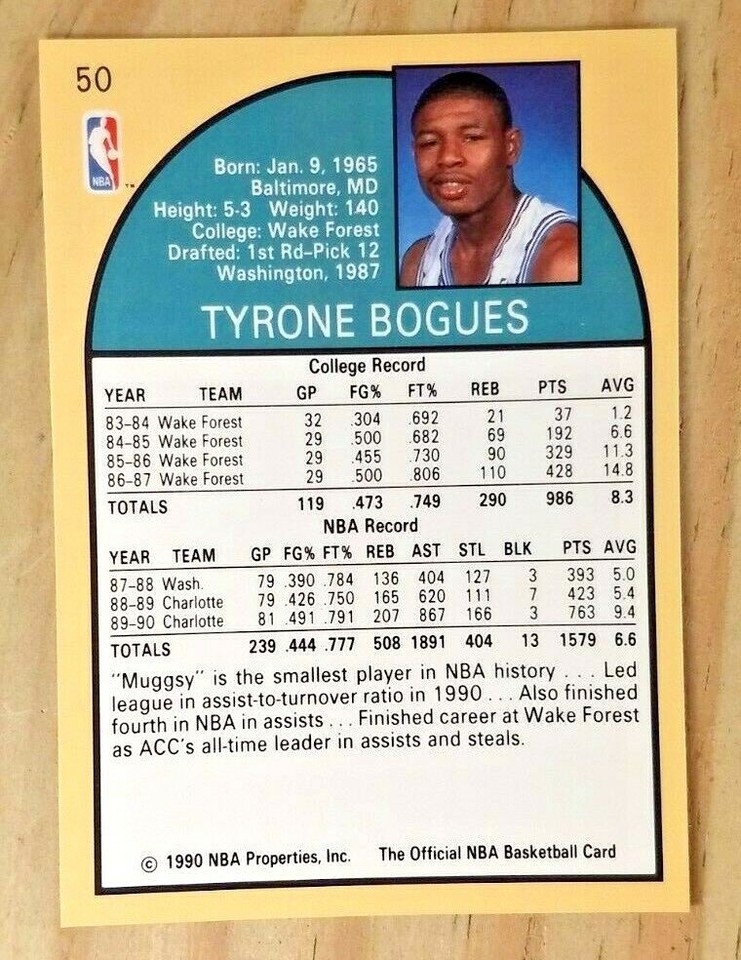 50
NBA
TM
Born: Jan. 9, 1965
Baltimore, MD
Height: 5-3 Weight: 140
College: Wake Forest
Drafted: 1st Rd-Pick 12
Washington, 1987
TYRONE BOGUES
College Record
YEAR TEAM GP FG% FT% REB PTS AVG
83-84 Wake Forest 32 .304 .692 21 37 1.2
84-85 Wake Forest 29 .500 .682 69 192 6.6
85-86 Wake Forest 29 .455 .730 90 329 11.3
86-87 Wake Forest 29 .500 .806 110 428 14.8
TOTALS 119 .473 .749 290 986 8.3
NBA Record
YEAR TEAM GP FG% FT% REB AST STL BLK PTS AVG
87-88 Wash. 79 .390 .784 136 404 127 3 393 5.0
88-89 Charlotte 79 .426 .750 165 620 111 7 423 5.4
89-90 Charlotte 81 .491 .791 207 867 166 3 763 9.4
TOTALS 239 .444 .777 508 1891 404 13 1579 6.6
"Muggsy" is the smallest player in NBA history . . . Led
league in assist-to-turnover ratio in 1990 . . . Also finished
fourth in NBA in assists . . . Finished career at Wake Forest
as ACC's all-time leader in assists and steals.
© 1990 NBA Properties, Inc. The Official NBA Basketball Card